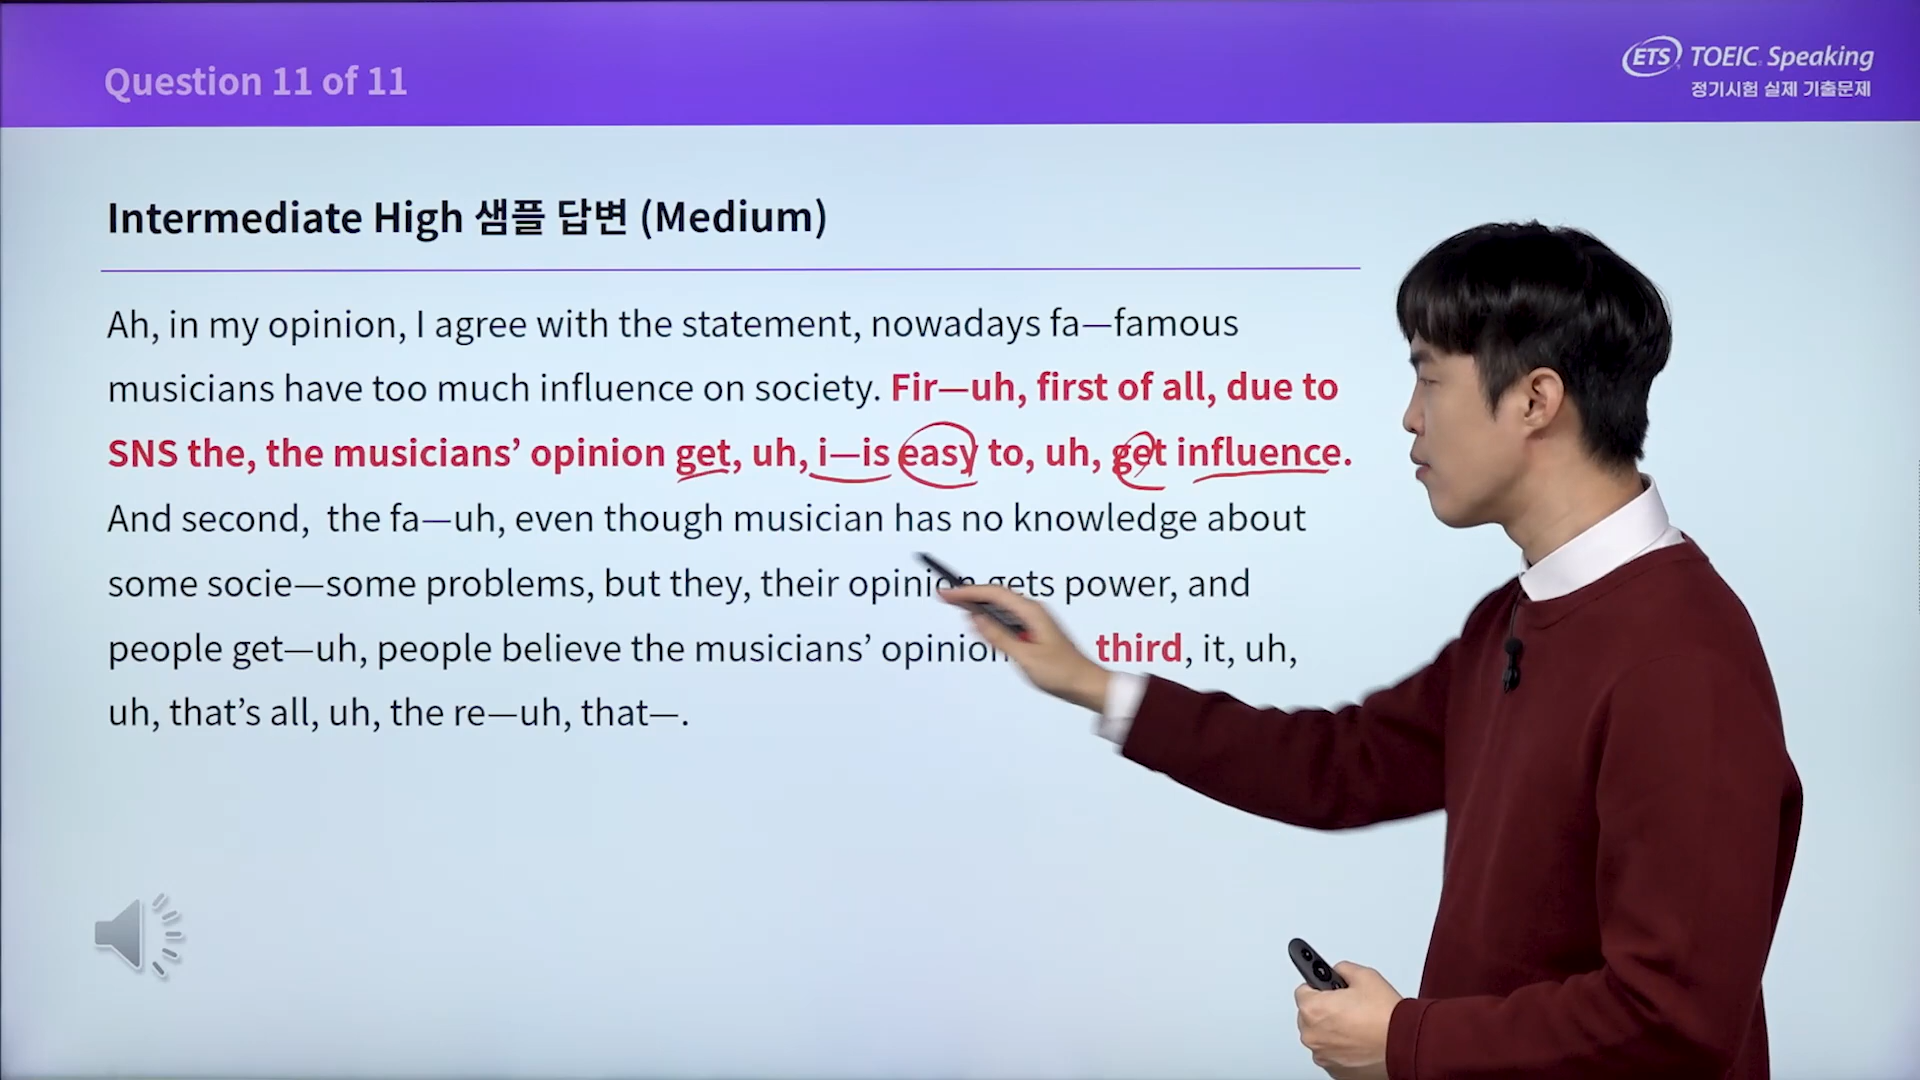 Question 11 of 11
ETS TOEIC Speaking
정기시험 실제 기출문제
Intermediate High 샘플 답변 (Medium)
Ah, in my opinion, I agree with the statement, nowadays fa—famous
musicians have too much influence on society. Fir—uh, first of all, due to
SNS the, the musicians’ opinion get, uh, i—is easy to, uh, get influence.
And second, the fa—uh, even though musician has no knowledge about
some socie—some problems, but they, their opinion gets power, and
people get—uh, people believe the musicians’ opinion third, it, uh,
uh, that’s all, uh, the re—uh, that—.